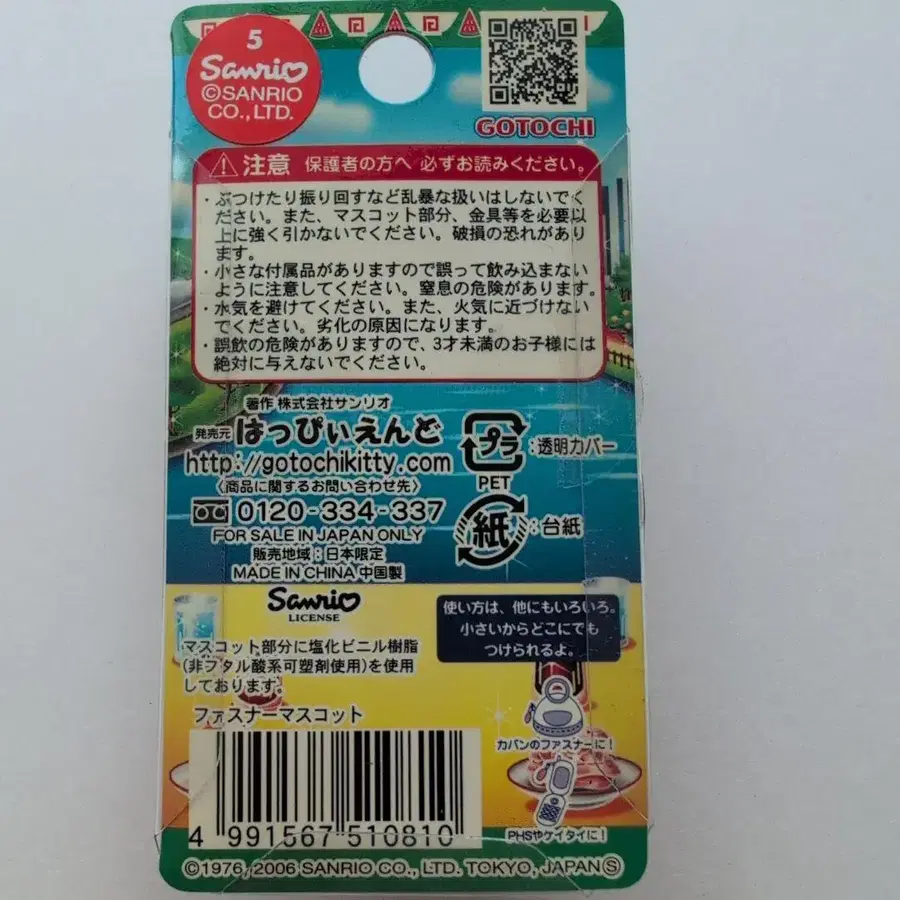 5
Sanrio
©SANRIO
CO.,LTD.
GOTOCHI
注意 保護者の方へ 必ずお読みください。
・ぶつけたり振り回すなど乱暴な扱いはしないでく
ださい。また、マスコット部分、金具等を必要以
上に強く引かないでください。破損の恐れがあり
ます。
・小さな付属品がありますので誤って飲み込まない
ように注意してください。窒息の危険があります。
・水気を避けてください。また、火気に近づけない
でください。劣化の原因になります。
・誤飲の危険がありますので、3才未満のお子様には
絶対に与えないでください。
著作 株式会社サンリオ
発売元 はっぴぃえんど
http://gotochikitty.com
〈商品に関するお問い合わせ先〉
0120-334-337
FOR SALE IN JAPAN ONLY
販売地域：日本限定
MADE IN CHINA 中国製
プラ：透明カバー
PET
紙：台紙
Sanrio
LICENSE
マスコット部分に塩化ビニル樹脂
(非フタル酸系可塑剤使用)を使用
しております。
ファスナーマスコット
使い方は、他にもいろいろ。
小さいからどこにでも
つけられるよ。
カバンのファスナーに！
PHSやケイタイに！
4 991567 510810
©1976, 2006 SANRIO CO., LTD. TOKYO, JAPAN Ⓢ